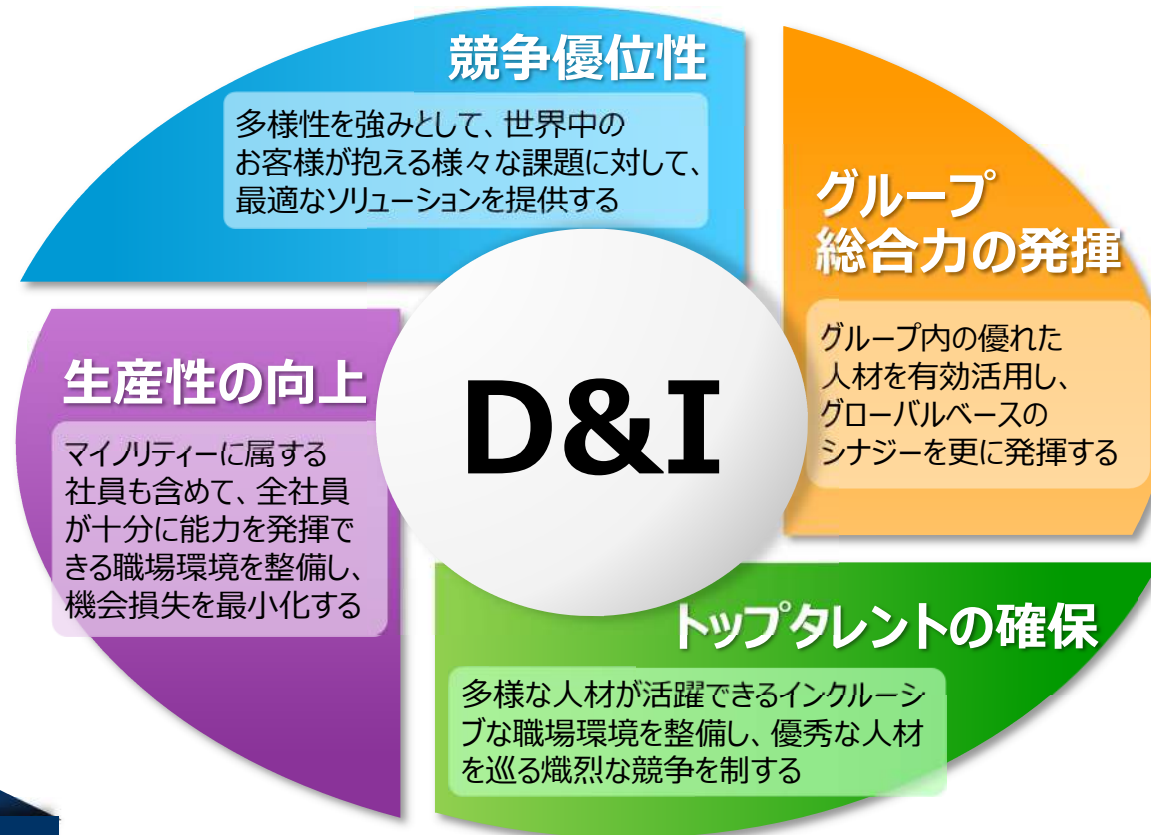 競争優位性
多様性を強みとして、世界中の
お客様が抱える様々な課題に対して、
最適なソリューションを提供する
グループ
総合力の発揮
グループ内の優れた
人材を有効活用し、
グローバルベースの
シナジーを更に発揮する
生産性の向上
マイノリティーに属する
社員も含めて、全社員
が十分に能力を発揮で
きる職場環境を整備し、
機会損失を最小化する
D&I
トップタレントの確保
多様な人材が活躍できるインクルーシ
ブな職場環境を整備し、優秀な人材
を巡る熾烈な競争を制する